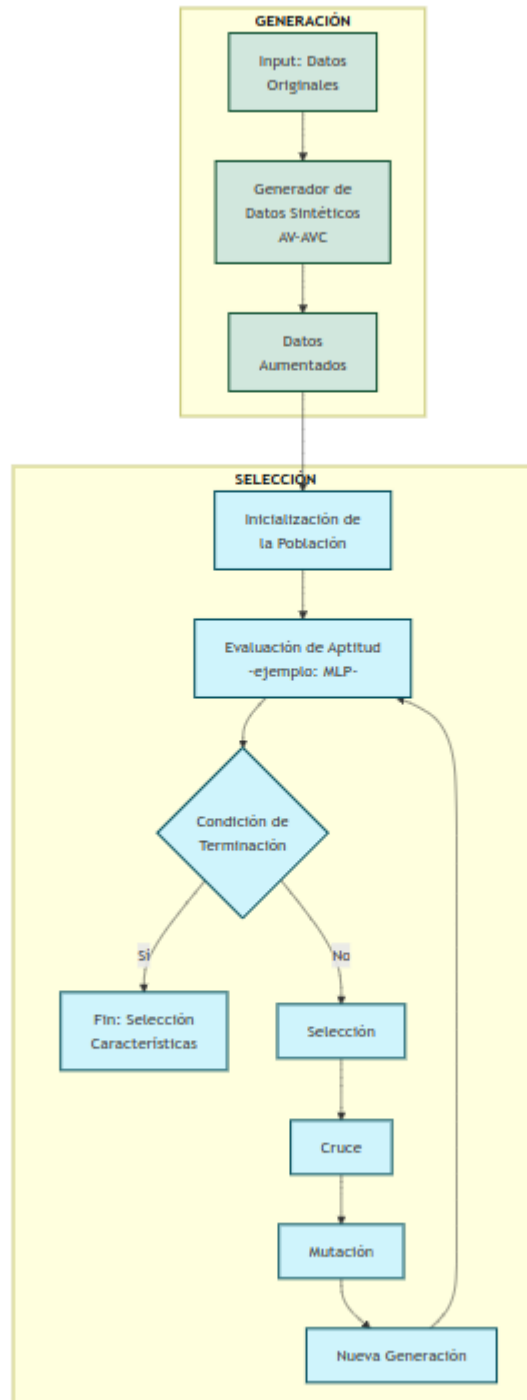 GENERACIÓN
Input: Datos
Originales
Generador de
Datos Sintéticos
AV-AVC
Datos
Aumentados
SELECCIÓN
Inicialización de
la Población
Evaluación de Aptitud
-ejemplo: MLP-
Condición de
Terminación
Sí
No
Fin: Selección
Características
Selección
Cruce
Mutación
Nueva Generación